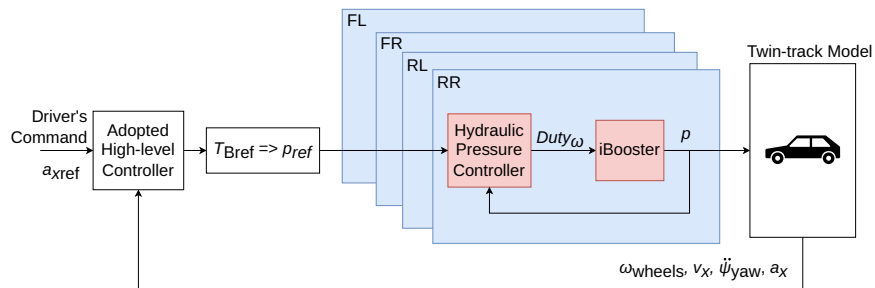 FL
FR
RL
RR
Twin-track Model
Driver's
Command
a_xref
Adopted
High-level
Controller
T_Bref => p_ref
Hydraulic
Pressure
Controller
Duty_ω
iBooster
p
ω_wheels, v_x, ψ̈_yaw, a_x